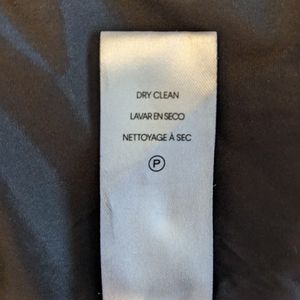 DRY CLEAN
LAVAR EN SECO
NETTOYAGE À SEC
P